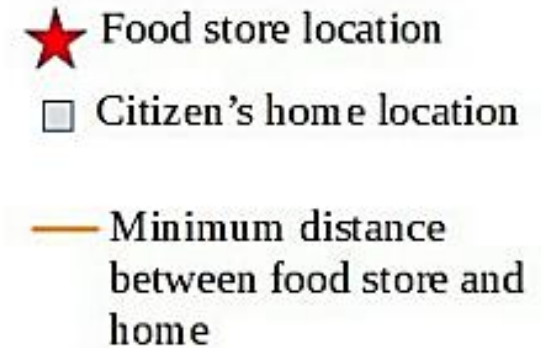 Food store location
Citizen's home location
Minimum distance
between food store and
home